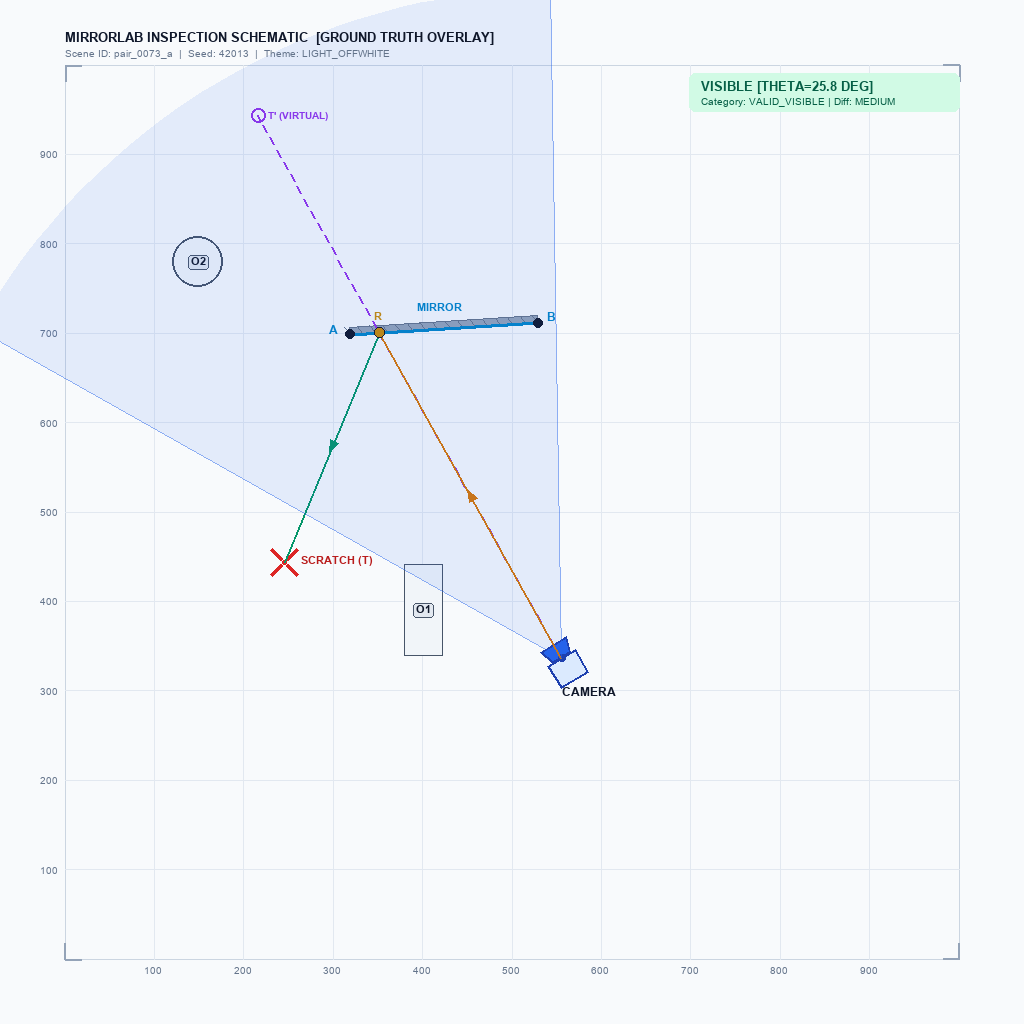 MIRRORLAB INSPECTION SCHEMATIC [GROUND TRUTH OVERLAY]
Scene ID: pair_0073_a | Seed: 42013 | Theme: LIGHT_OFFWHITE
VISIBLE [THETA=25.8 DEG]
Category: VALID_VISIBLE | Diff: MEDIUM
T' (VIRTUAL)
900
800
O2
MIRROR
R
B
A
700
600
500
SCRATCH (T)
400
O1
300
CAMERA
200
100
100 200 300 400 500 600 700 800 900